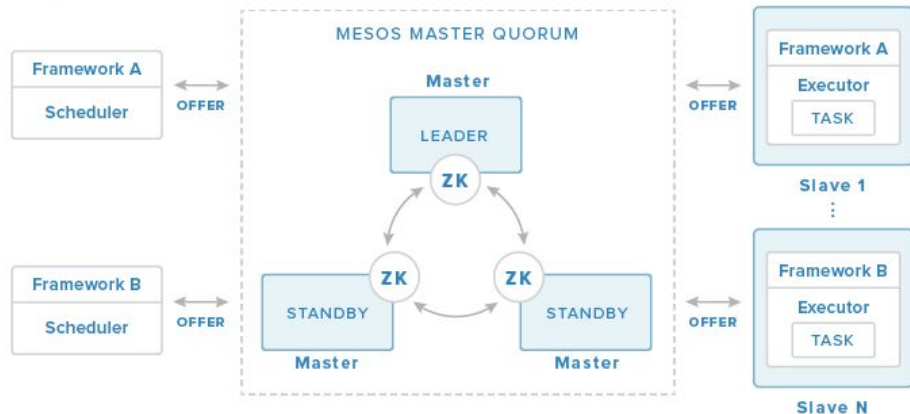 MESOS MASTER QUORUM
Framework A
Scheduler
OFFER
Master
LEADER
ZK
OFFER
Framework A
Executor
TASK
Slave 1
Framework B
Scheduler
OFFER
ZK
STANDBY
Master
ZK
STANDBY
Master
OFFER
Framework B
Executor
TASK
Slave N